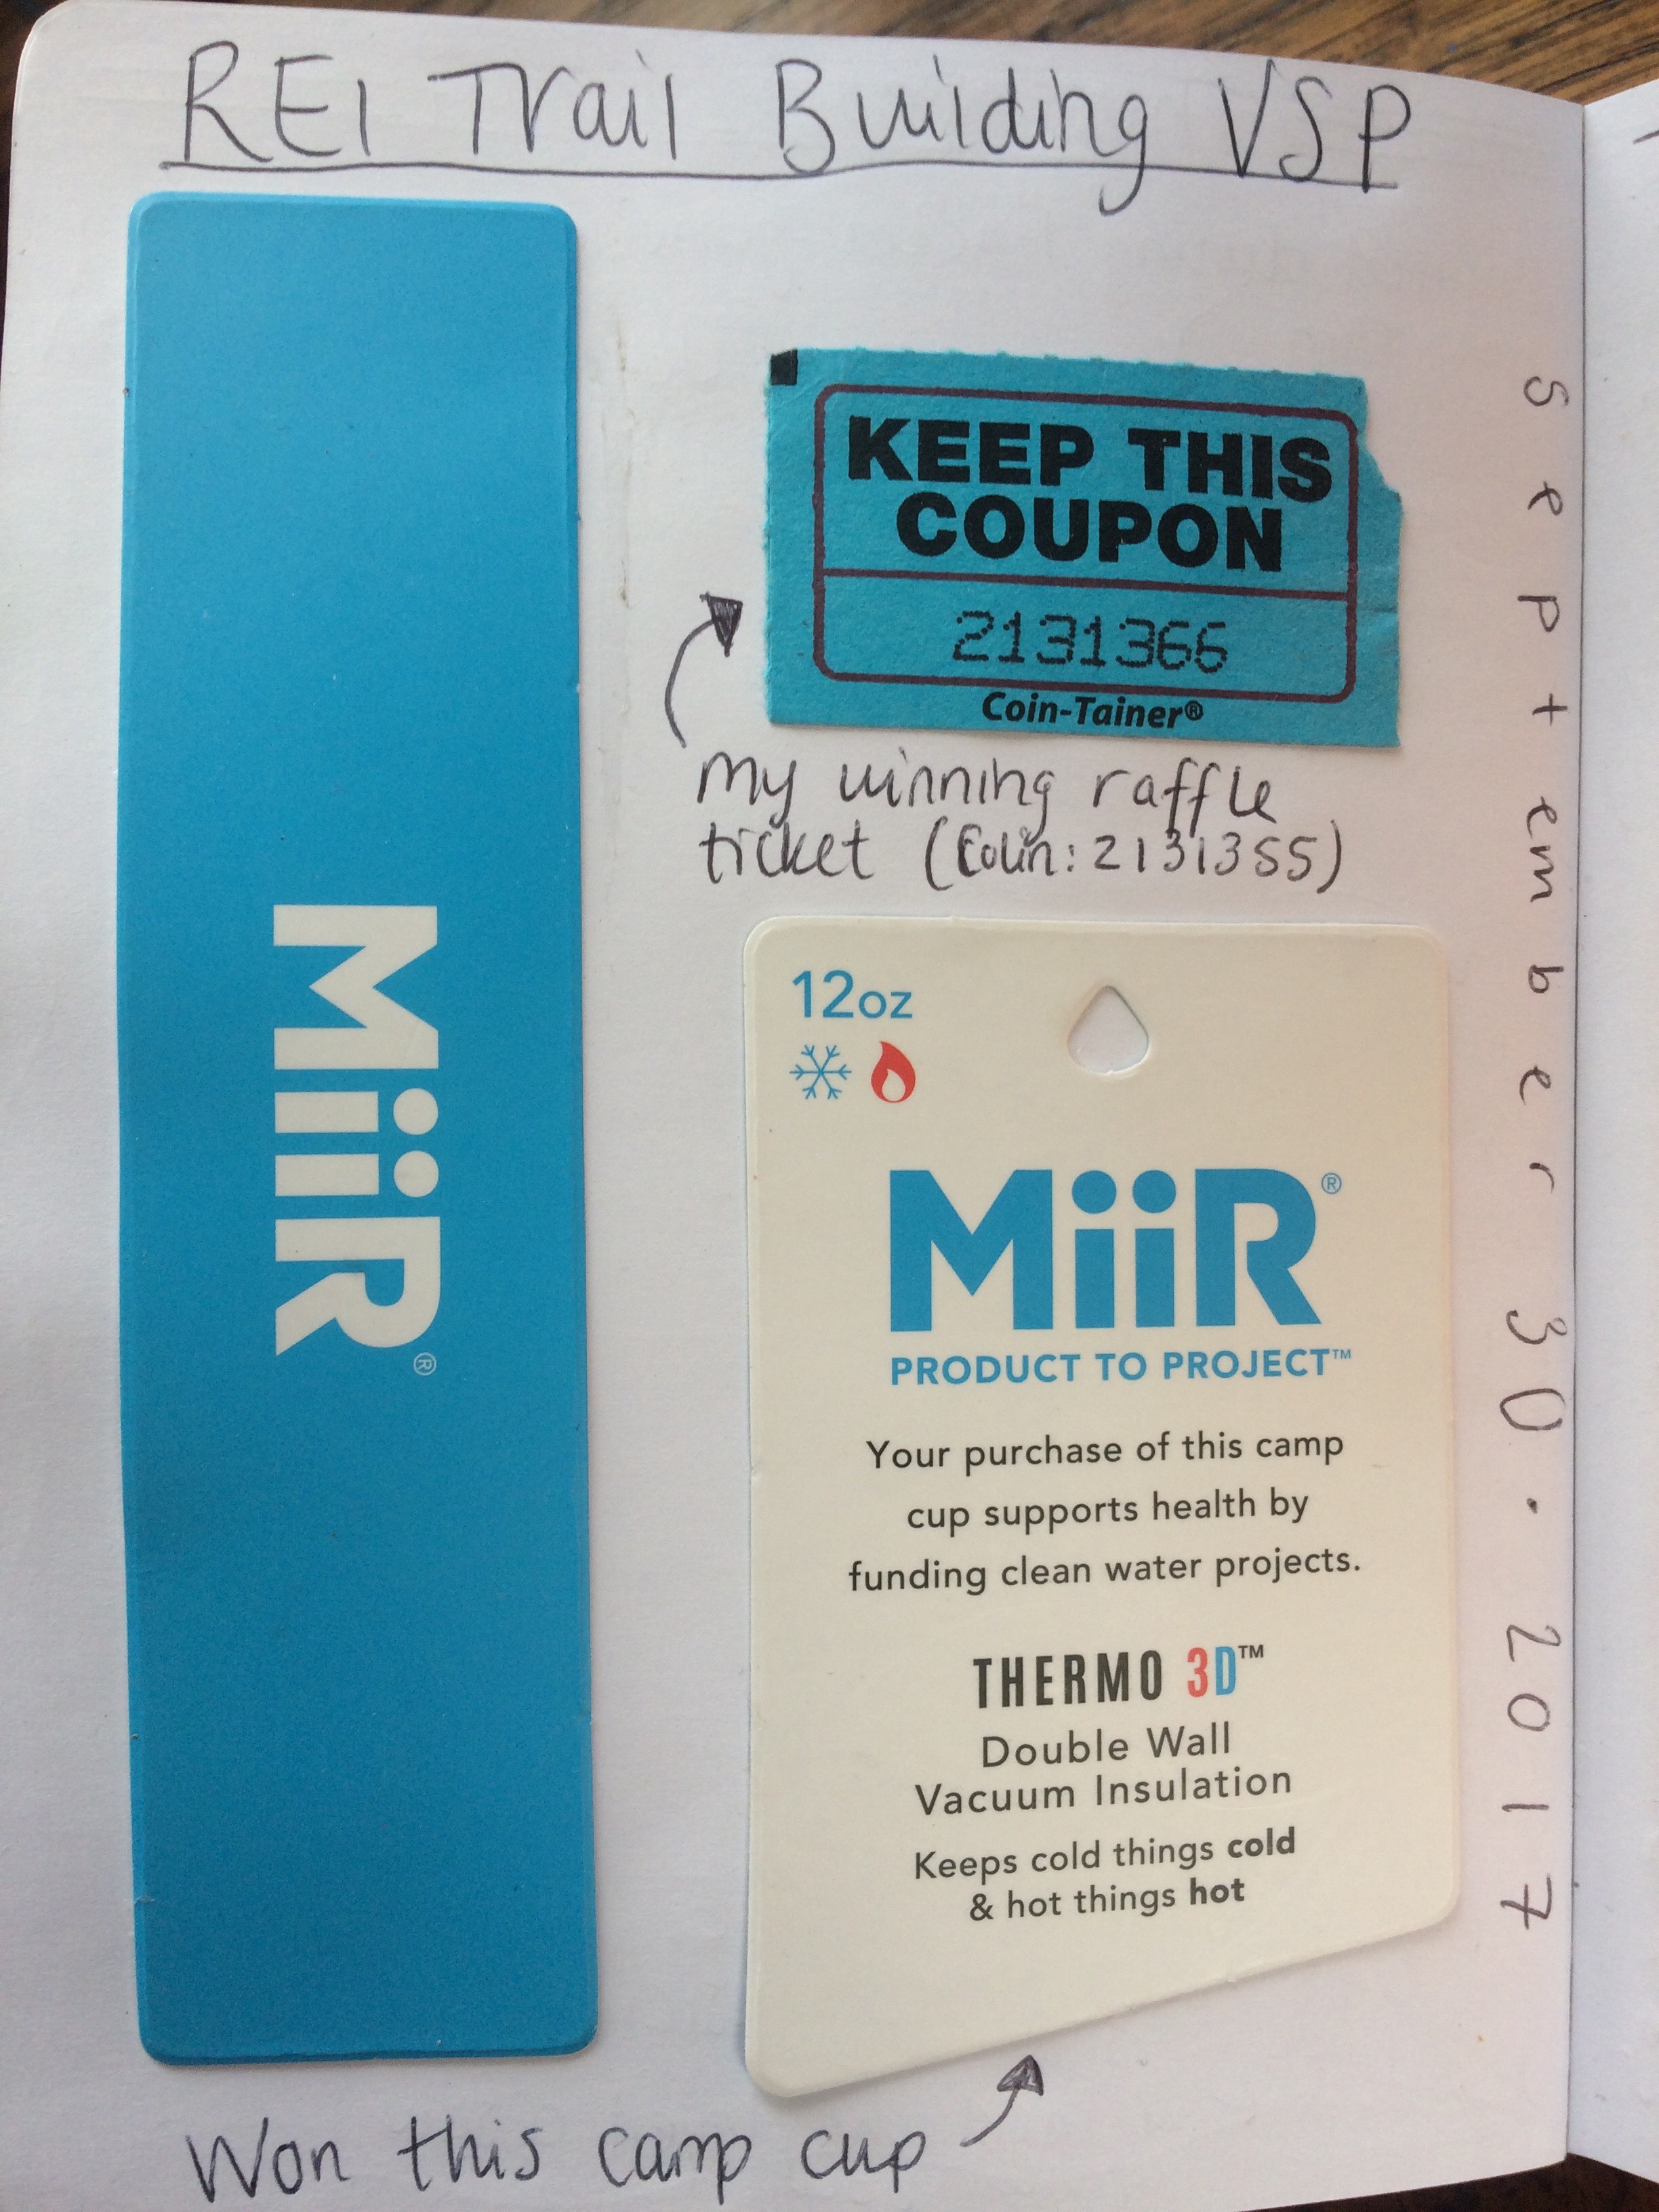 REI Trail Building VSP
MiiR®
KEEP THIS
COUPON
2131366
Coin-Tainer®
my winning raffle
ticket (Colin: 2131355)
12oz
MiiR®
PRODUCT TO PROJECT™
Your purchase of this camp
cup supports health by
funding clean water projects.
THERMO 3D™
Double Wall
Vacuum Insulation
Keeps cold things cold
& hot things hot
Won this camp cup
September 30. 2017